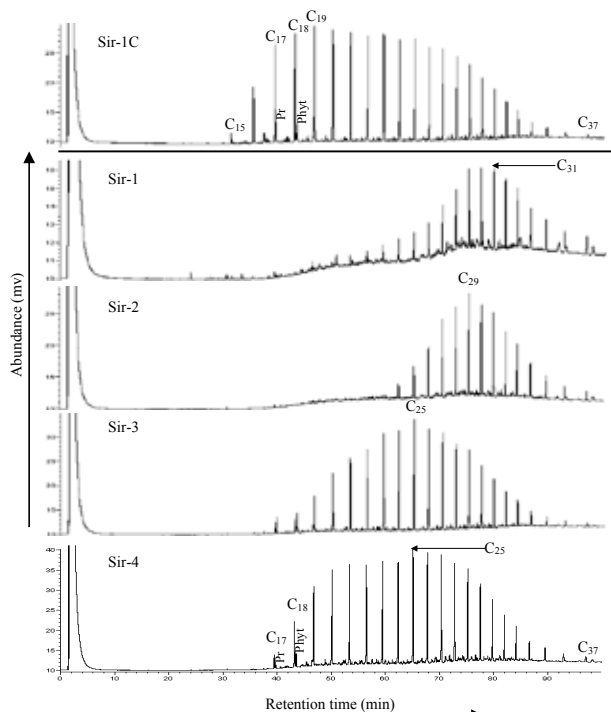 C19
C18
C17
Sir-1C
Pr
Phyt
C15
C37
Sir-1
C31
Sir-2
C29
Sir-3
C25
Sir-4
C25
C18
C17
Pr
Phyt
C37
40
35
30
25
20
15
10
0 10 20 30 40 50 60 70 80 90
Abundance (mv)
Retention time (min)